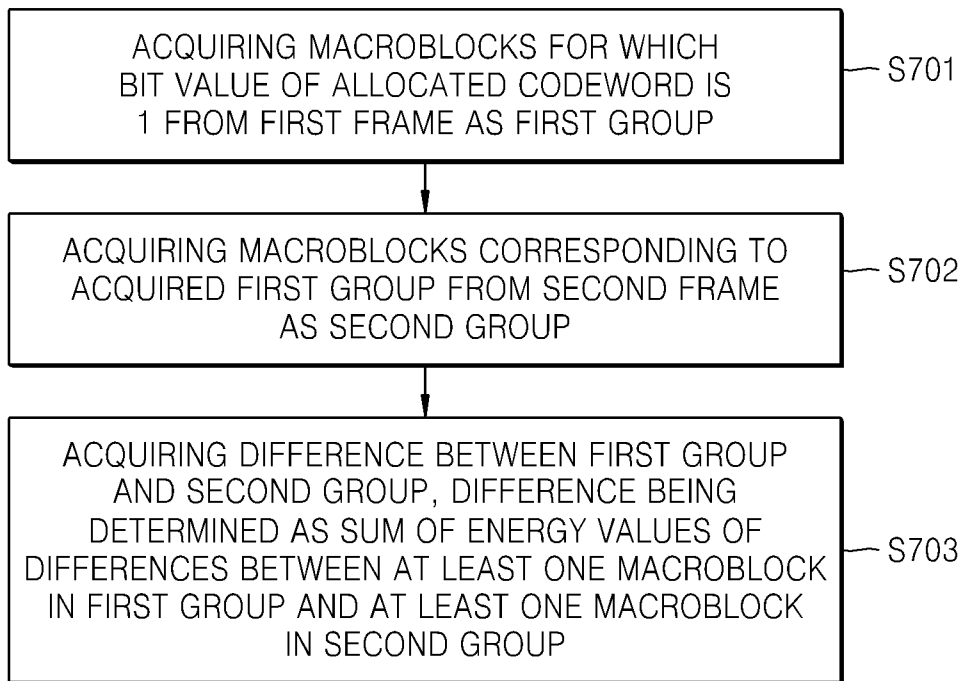 ACQUIRING MACROBLOCKS FOR WHICH
BIT VALUE OF ALLOCATED CODEWORD IS
1 FROM FIRST FRAME AS FIRST GROUP
S701
ACQUIRING MACROBLOCKS CORRESPONDING TO
ACQUIRED FIRST GROUP FROM SECOND FRAME
AS SECOND GROUP
S702
ACQUIRING DIFFERENCE BETWEEN FIRST GROUP
AND SECOND GROUP, DIFFERENCE BEING
DETERMINED AS SUM OF ENERGY VALUES OF
DIFFERENCES BETWEEN AT LEAST ONE MACROBLOCK
IN FIRST GROUP AND AT LEAST ONE MACROBLOCK
IN SECOND GROUP
S703